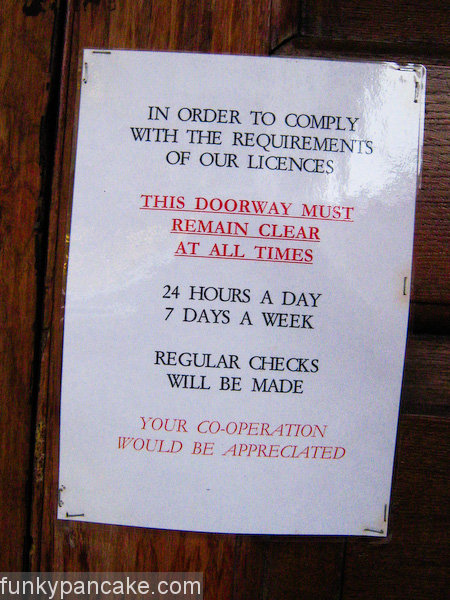 IN ORDER TO COMPLY
WITH THE REQUIREMENTS
OF OUR LICENCES
THIS DOORWAY MUST
REMAIN CLEAR
AT ALL TIMES
24 HOURS A DAY
7 DAYS A WEEK
REGULAR CHECKS
WILL BE MADE
YOUR CO-OPERATION
WOULD BE APPRECIATED
funkypancake.com